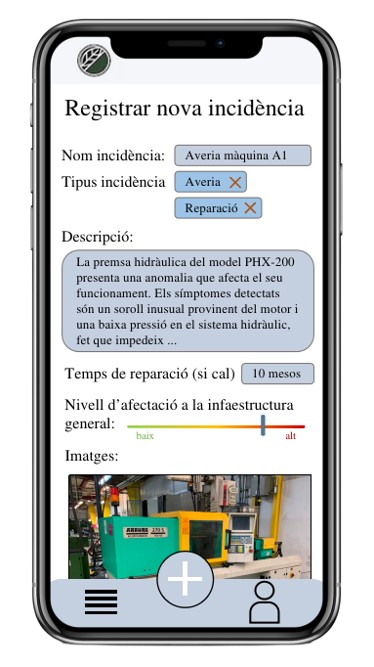 Registrar nova incidència
Nom incidència: Averia màquina A1
Tipus incidència Averia
Reparació
Descripció:
La premsa hidràulica del model PHX-200
presenta una anomalia que afecta el seu
funcionament. Els símptomes detectats
són un soroll inusual provinent del motor i
una baixa pressió en el sistema hidràulic,
fet que impedeix ...
Temps de reparació (si cal) 10 mesos
Nivell d'afectació a la infaestructura
general:
baix alt
Imatges:
ARBURG 270 S